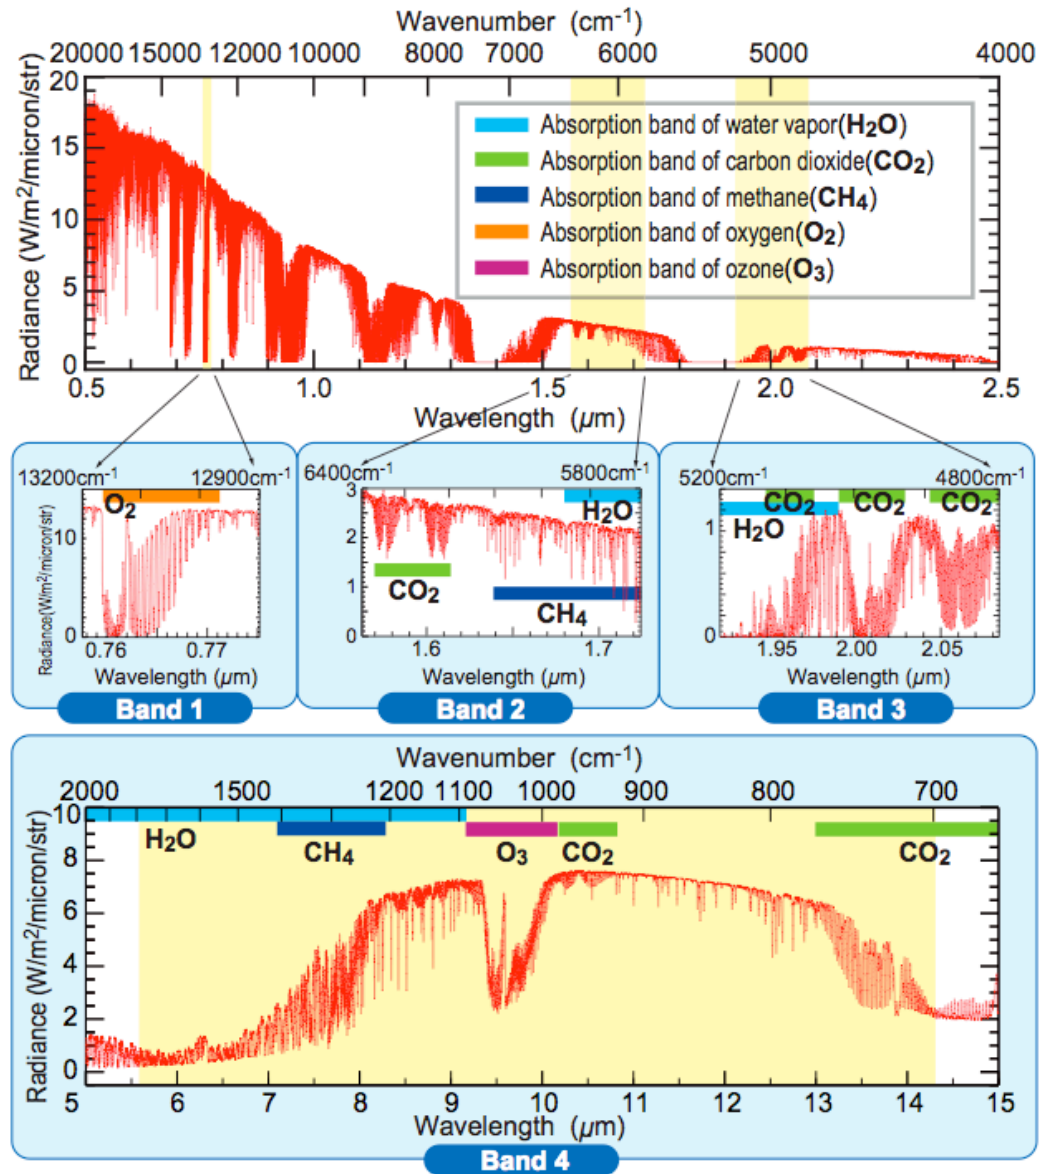 Wavenumber (cm-1)
20000 15000 12000 10000 8000 7000 6000 5000 4000
Radiance (W/m2/micron/str)
20
15
10
5
0
Absorption band of water vapor(H2O)
Absorption band of carbon dioxide(CO2)
Absorption band of methane(CH4)
Absorption band of oxygen(O2)
Absorption band of ozone(O3)
0.5 1.0 1.5 2.0 2.5
Wavelength (μm)
13200cm-1 12900cm-1
O2
Radiance(W/m2/micron/str)
10
0
0.76 0.77
Wavelength (μm)
Band 1
6400cm-1 5800cm-1
3
2
1
0
H2O
CO2
CH4
1.6 1.7
Wavelength (μm)
Band 2
5200cm-1 4800cm-1
CO2 CO2 CO2
H2O
1
0
1.95 2.00 2.05
Wavelength (μm)
Band 3
Wavenumber (cm-1)
2000 1500 1200 1100 1000 900 800 700
Radiance (W/m2/micron/str)
10
8
6
4
2
0
H2O CH4 O3 CO2 CO2
5 6 7 8 9 10 11 12 13 14 15
Wavelength (μm)
Band 4